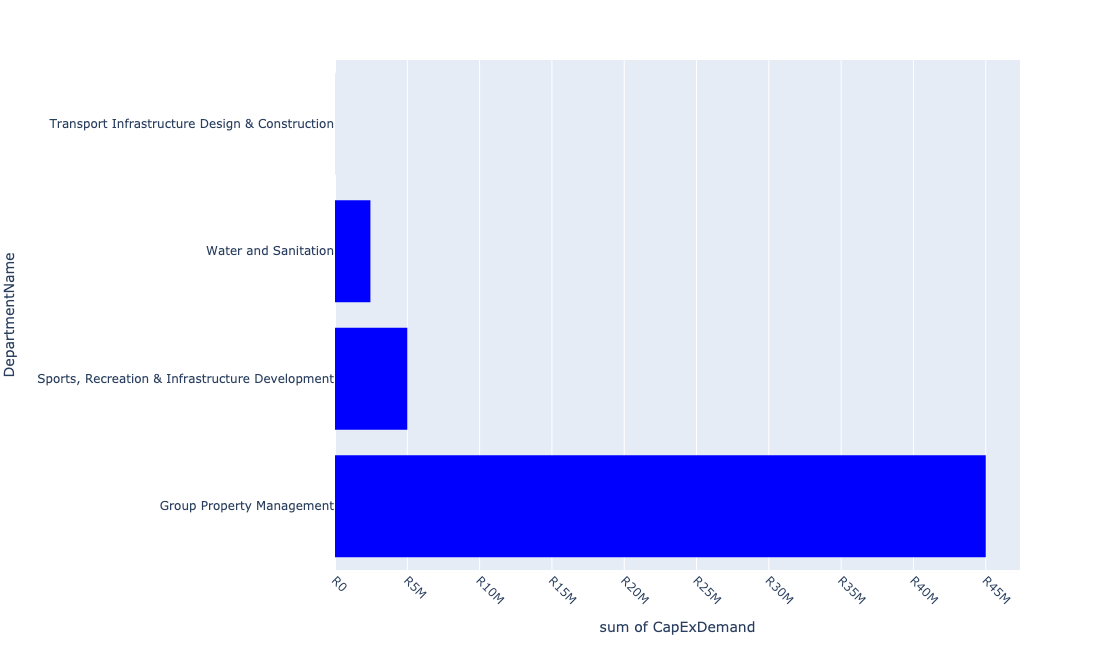 Transport Infrastructure Design & Construction
Water and Sanitation
Sports, Recreation & Infrastructure Development
Group Property Management
DepartmentName
R0
R5M
R10M
R15M
R20M
R25M
R30M
R35M
R40M
R45M
sum of CapExDemand